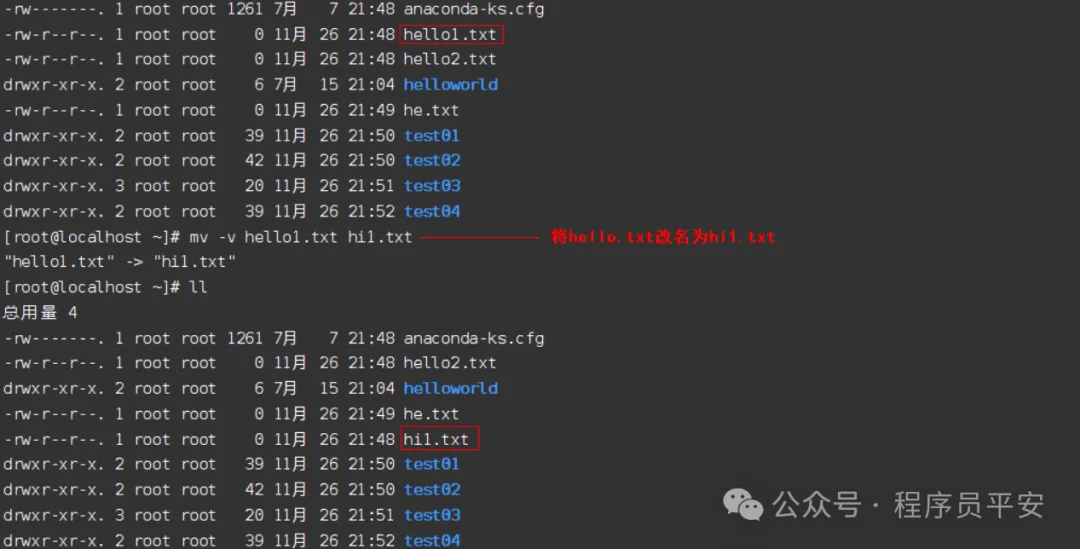 -rw-------. 1 root root 1261 7月   7 21:48 anaconda-ks.cfg
-rw-r--r--. 1 root root    0 11月 26 21:48 hello1.txt
-rw-r--r--. 1 root root    0 11月 26 21:48 hello2.txt
drwxr-xr-x. 2 root root    6 7月  15 21:04 helloworld
-rw-r--r--. 1 root root    0 11月 26 21:49 he.txt
drwxr-xr-x. 2 root root   39 11月 26 21:50 test01
drwxr-xr-x. 2 root root   42 11月 26 21:50 test02
drwxr-xr-x. 3 root root   20 11月 26 21:51 test03
drwxr-xr-x. 2 root root   39 11月 26 21:52 test04
[root@localhost ~]# mv -v hello1.txt hi1.txt 将hello.txt改名为hi1.txt
"hello1.txt" -> "hi1.txt"
[root@localhost ~]# ll
总用量 4
-rw-------. 1 root root 1261 7月   7 21:48 anaconda-ks.cfg
-rw-r--r--. 1 root root    0 11月 26 21:48 hello2.txt
drwxr-xr-x. 2 root root    6 7月  15 21:04 helloworld
-rw-r--r--. 1 root root    0 11月 26 21:49 he.txt
-rw-r--r--. 1 root root    0 11月 26 21:48 hi1.txt
drwxr-xr-x. 2 root root   39 11月 26 21:50 test01
drwxr-xr-x. 2 root root   42 11月 26 21:50 test02
drwxr-xr-x. 3 root root   20 11月 26 21:51 test03
drwxr-xr-x. 2 root root   39 11月 26 21:52 test04
公众号·程序员平安